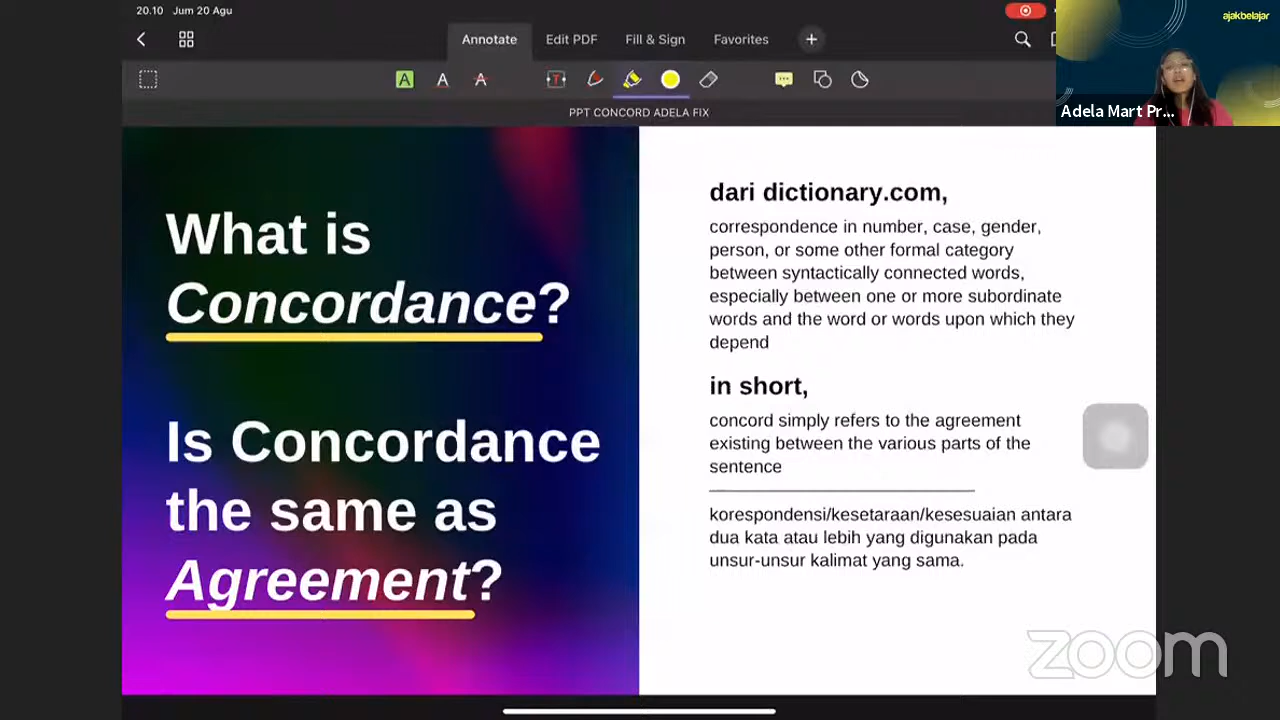 20.10 Jum 20 Agu
Annotate Edit PDF Fill & Sign Favorites +
A A A T
PPT CONCORD ADELA FIX
ajakbelajar
Adela Mart Pr...
What is
Concordance?
Is Concordance
the same as
Agreement?
dari dictionary.com,
correspondence in number, case, gender,
person, or some other formal category
between syntactically connected words,
especially between one or more subordinate
words and the word or words upon which they
depend
in short,
concord simply refers to the agreement
existing between the various parts of the
sentence
korespondensi/kesetaraan/kesesuaian antara
dua kata atau lebih yang digunakan pada
unsur-unsur kalimat yang sama.
zoom